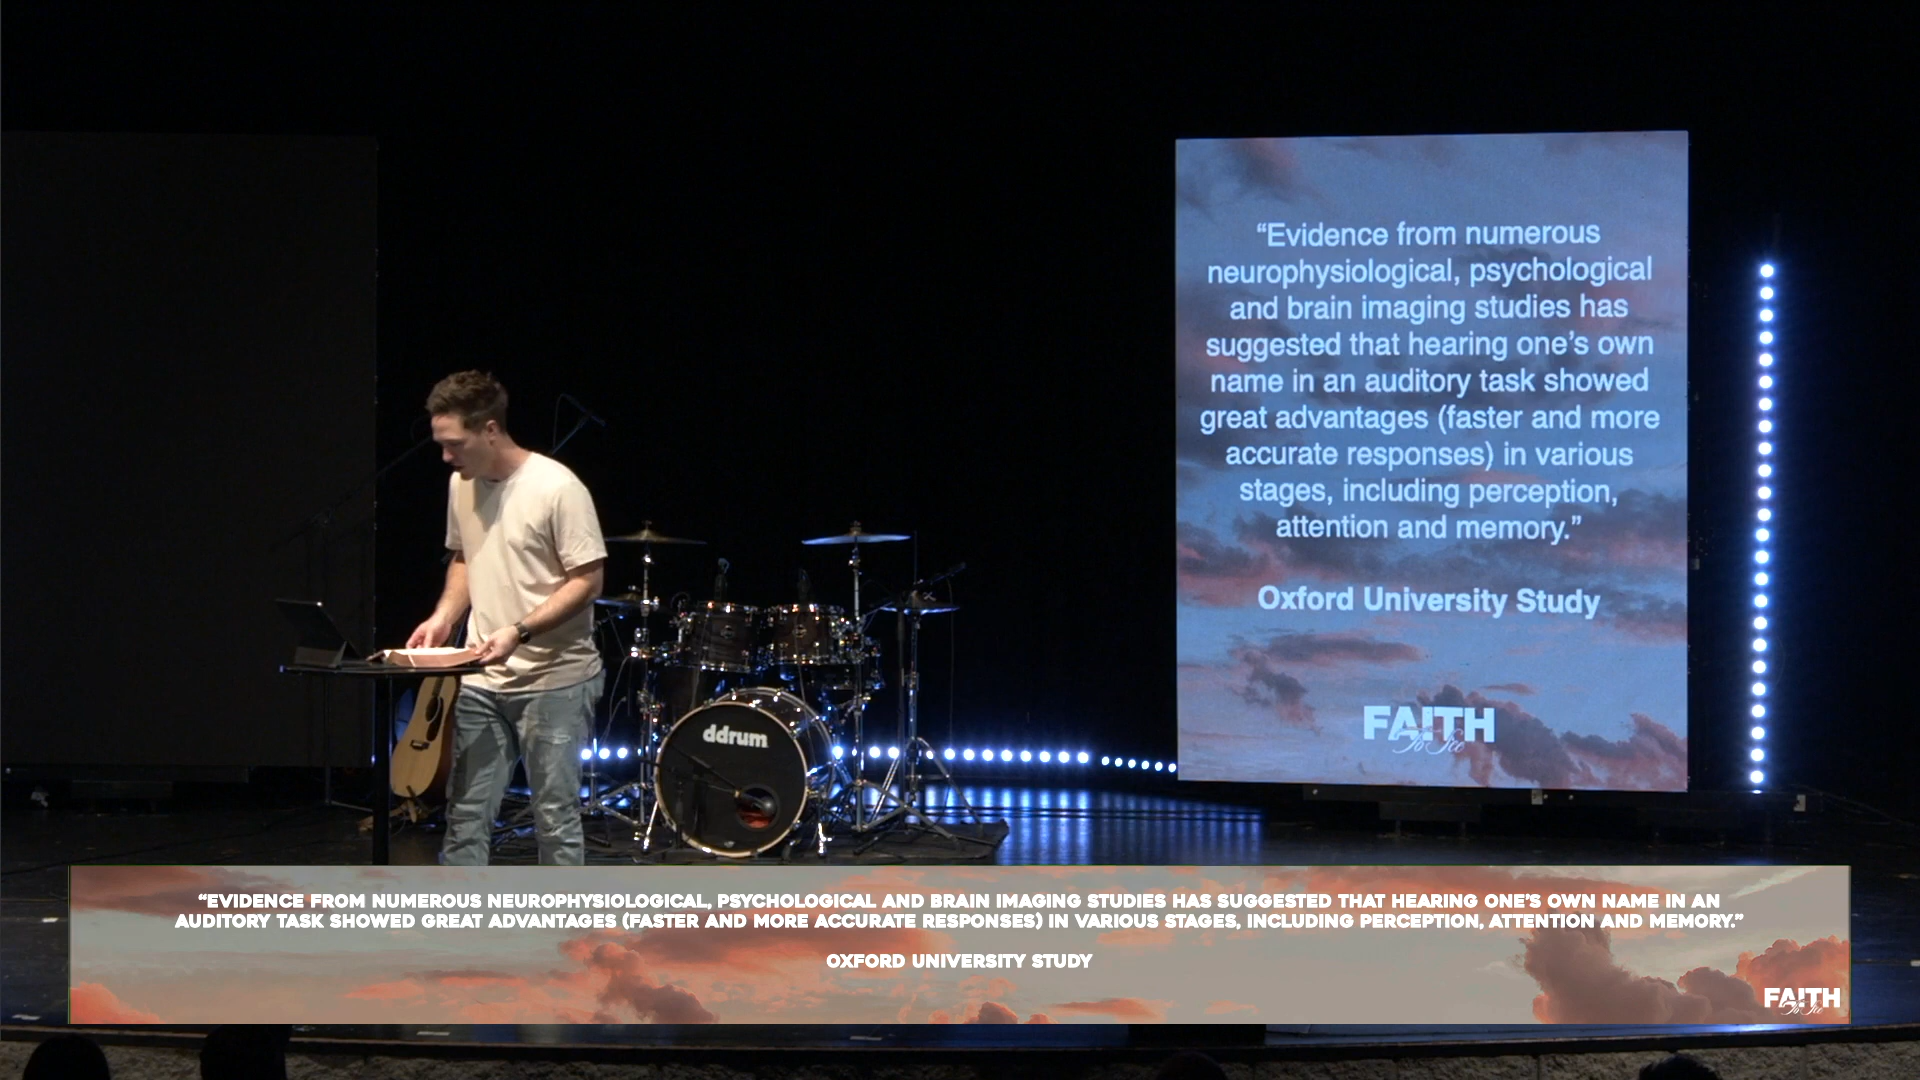 “Evidence from numerous
neurophysiological, psychological
and brain imaging studies has
suggested that hearing one’s own
name in an auditory task showed
great advantages (faster and more
accurate responses) in various
stages, including perception,
attention and memory.”
Oxford University Study
FAITH
To See
ddrum
“EVIDENCE FROM NUMEROUS NEUROPHYSIOLOGICAL, PSYCHOLOGICAL AND BRAIN IMAGING STUDIES HAS SUGGESTED THAT HEARING ONE’S OWN NAME IN AN
AUDITORY TASK SHOWED GREAT ADVANTAGES (FASTER AND MORE ACCURATE RESPONSES) IN VARIOUS STAGES, INCLUDING PERCEPTION, ATTENTION AND MEMORY.”
OXFORD UNIVERSITY STUDY
FAITH
To See